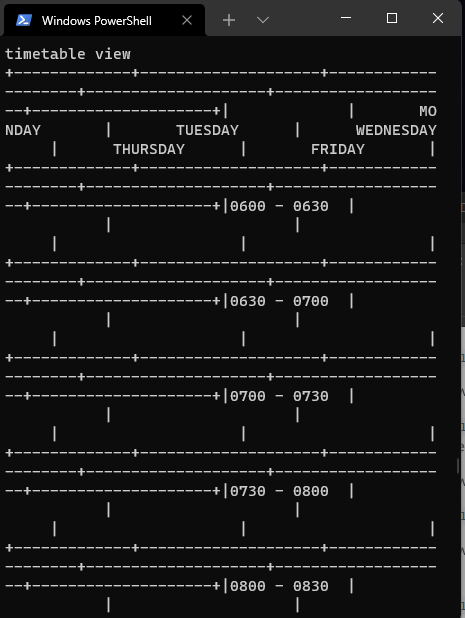 Windows PowerShell
timetable view
+-------------+--------------------+------------
--------+--------------------+------------------
--+--------------------+|             |       MO
NDAY       |       TUESDAY      |      WEDNESDAY
     |      THURSDAY      |       FRIDAY       |
+-------------+--------------------+------------
--------+--------------------+------------------
--+--------------------+|0600 - 0630  |
           |                    |
     |                    |                    |
+-------------+--------------------+------------
--------+--------------------+------------------
--+--------------------+|0630 - 0700  |
           |                    |
     |                    |                    |
+-------------+--------------------+------------
--------+--------------------+------------------
--+--------------------+|0700 - 0730  |
           |                    |
     |                    |                    |
+-------------+--------------------+------------
--------+--------------------+------------------
--+--------------------+|0730 - 0800  |
           |                    |
     |                    |                    |
+-------------+--------------------+------------
--------+--------------------+------------------
--+--------------------+|0800 - 0830  |
           |                    |